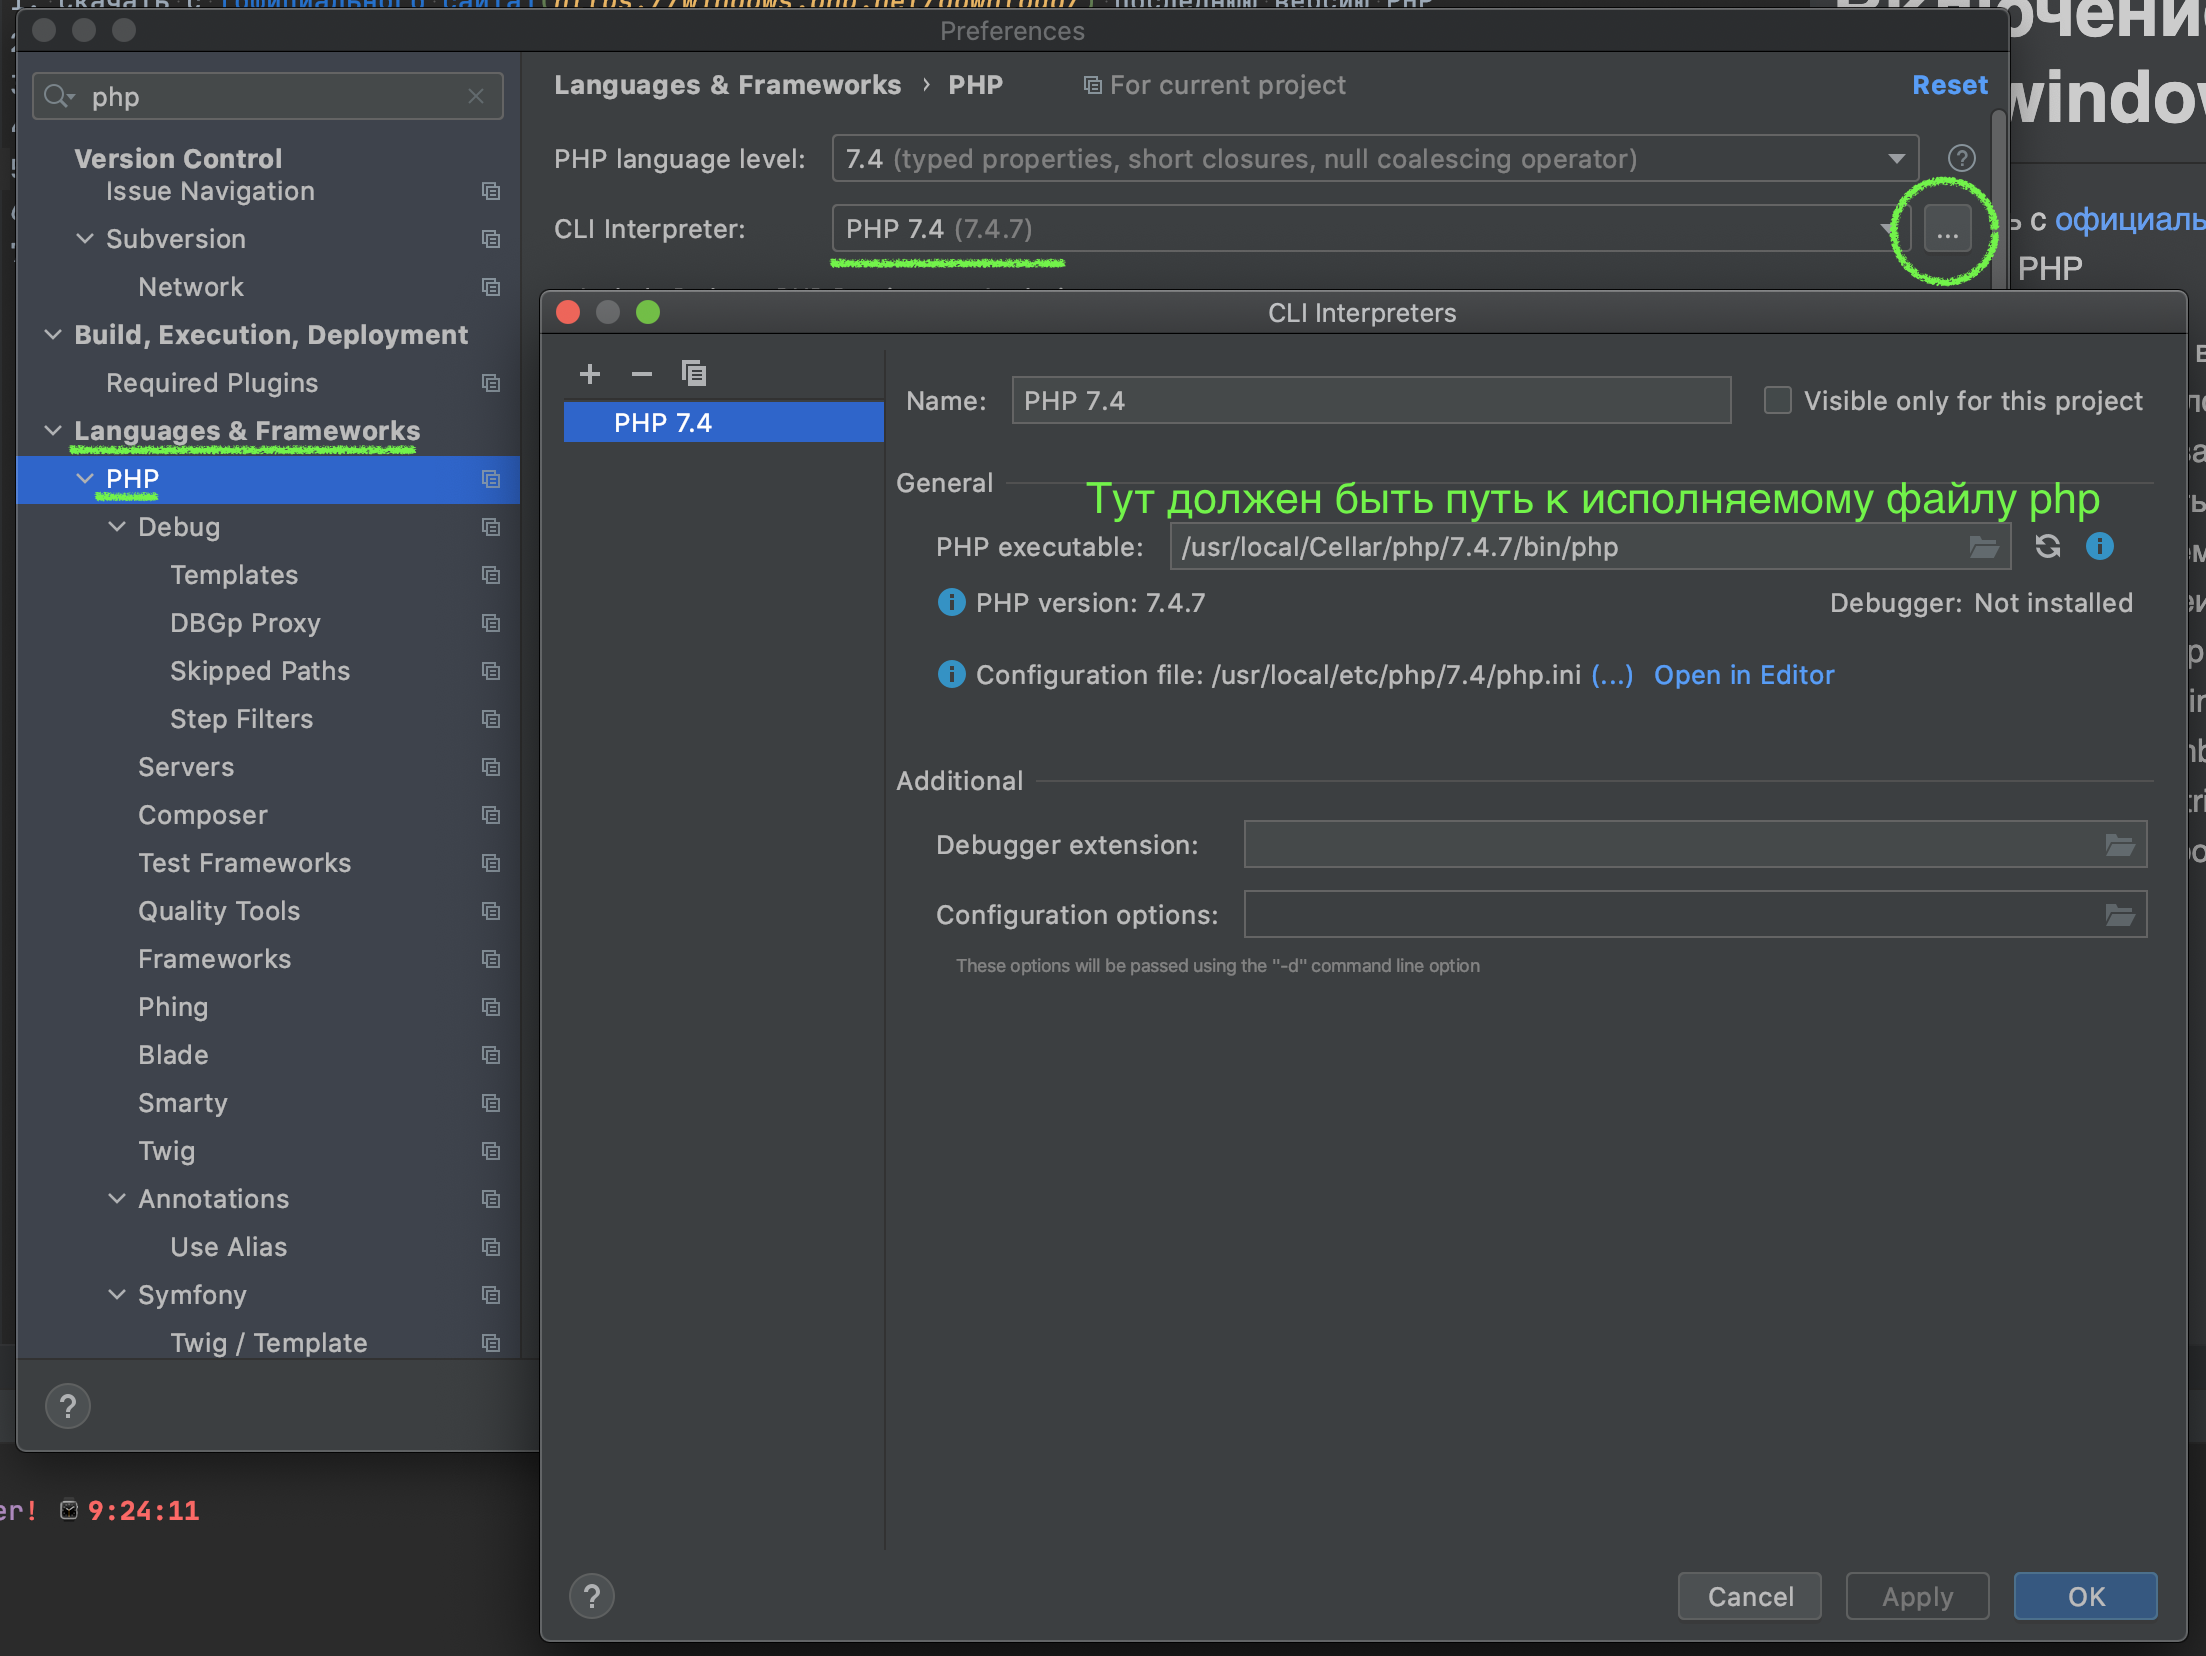 Preferences
php
Version Control
Issue Navigation
Subversion
Network
Build, Execution, Deployment
Required Plugins
Languages & Frameworks
PHP
Debug
Templates
DBGp Proxy
Skipped Paths
Step Filters
Servers
Composer
Test Frameworks
Quality Tools
Frameworks
Phing
Blade
Smarty
Twig
Annotations
Use Alias
Symfony
Twig / Template
?
Languages & Frameworks › PHP
For current project
Reset
PHP language level: 7.4 (typed properties, short closures, null coalescing operator)
?
CLI Interpreter: PHP 7.4 (7.4.7)
...
с официаль
PHP
CLI Interpreters
PHP 7.4
Name: PHP 7.4
Visible only for this project
General
Тут должен быть путь к исполняемому файлу php
PHP executable: /usr/local/Cellar/php/7.4.7/bin/php
PHP version: 7.4.7
Debugger: Not installed
Configuration file: /usr/local/etc/php/7.4/php.ini (...) Open in Editor
Additional
Debugger extension:
Configuration options:
These options will be passed using the "-d" command line option
?
Cancel
Apply
OK
er! 9:24:11